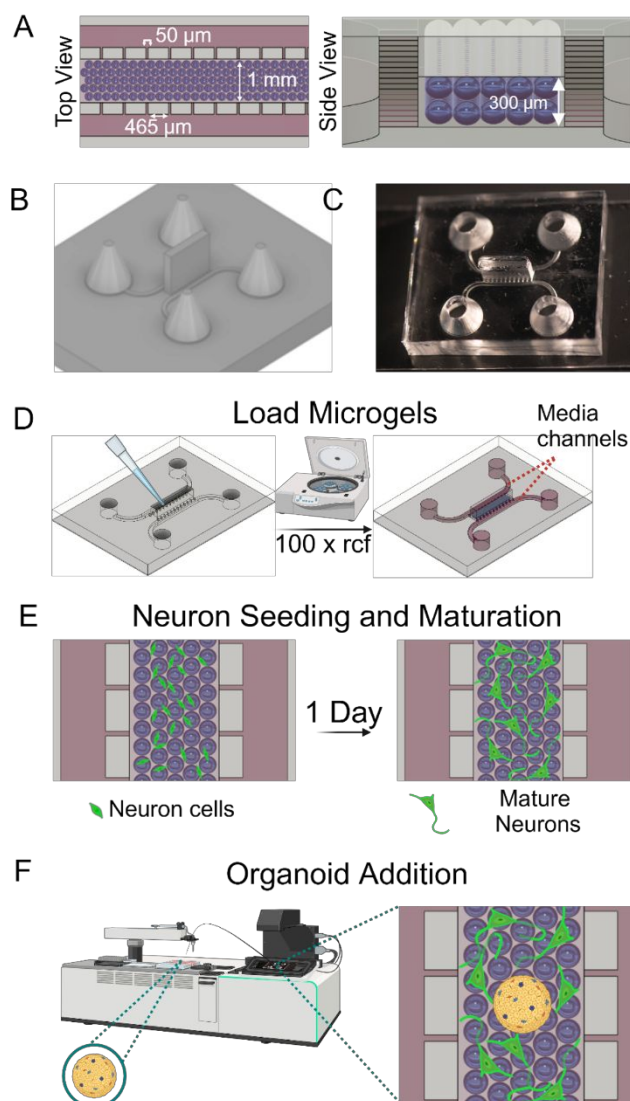 A
Top View
50 µm
1 mm
465 µm
Side View
300 µm
B
C
D
Load Microgels
Media
channels
100 x rcf
E
Neuron Seeding and Maturation
1 Day
Neuron cells
Mature
Neurons
F
Organoid Addition